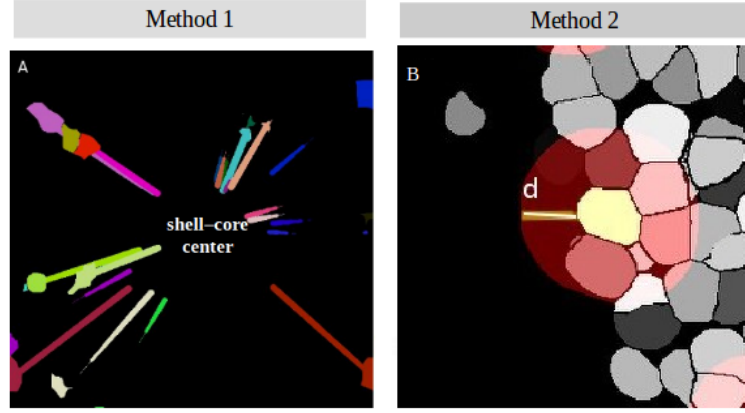 Method 1
Method 2
A
shell–core
center
B
d